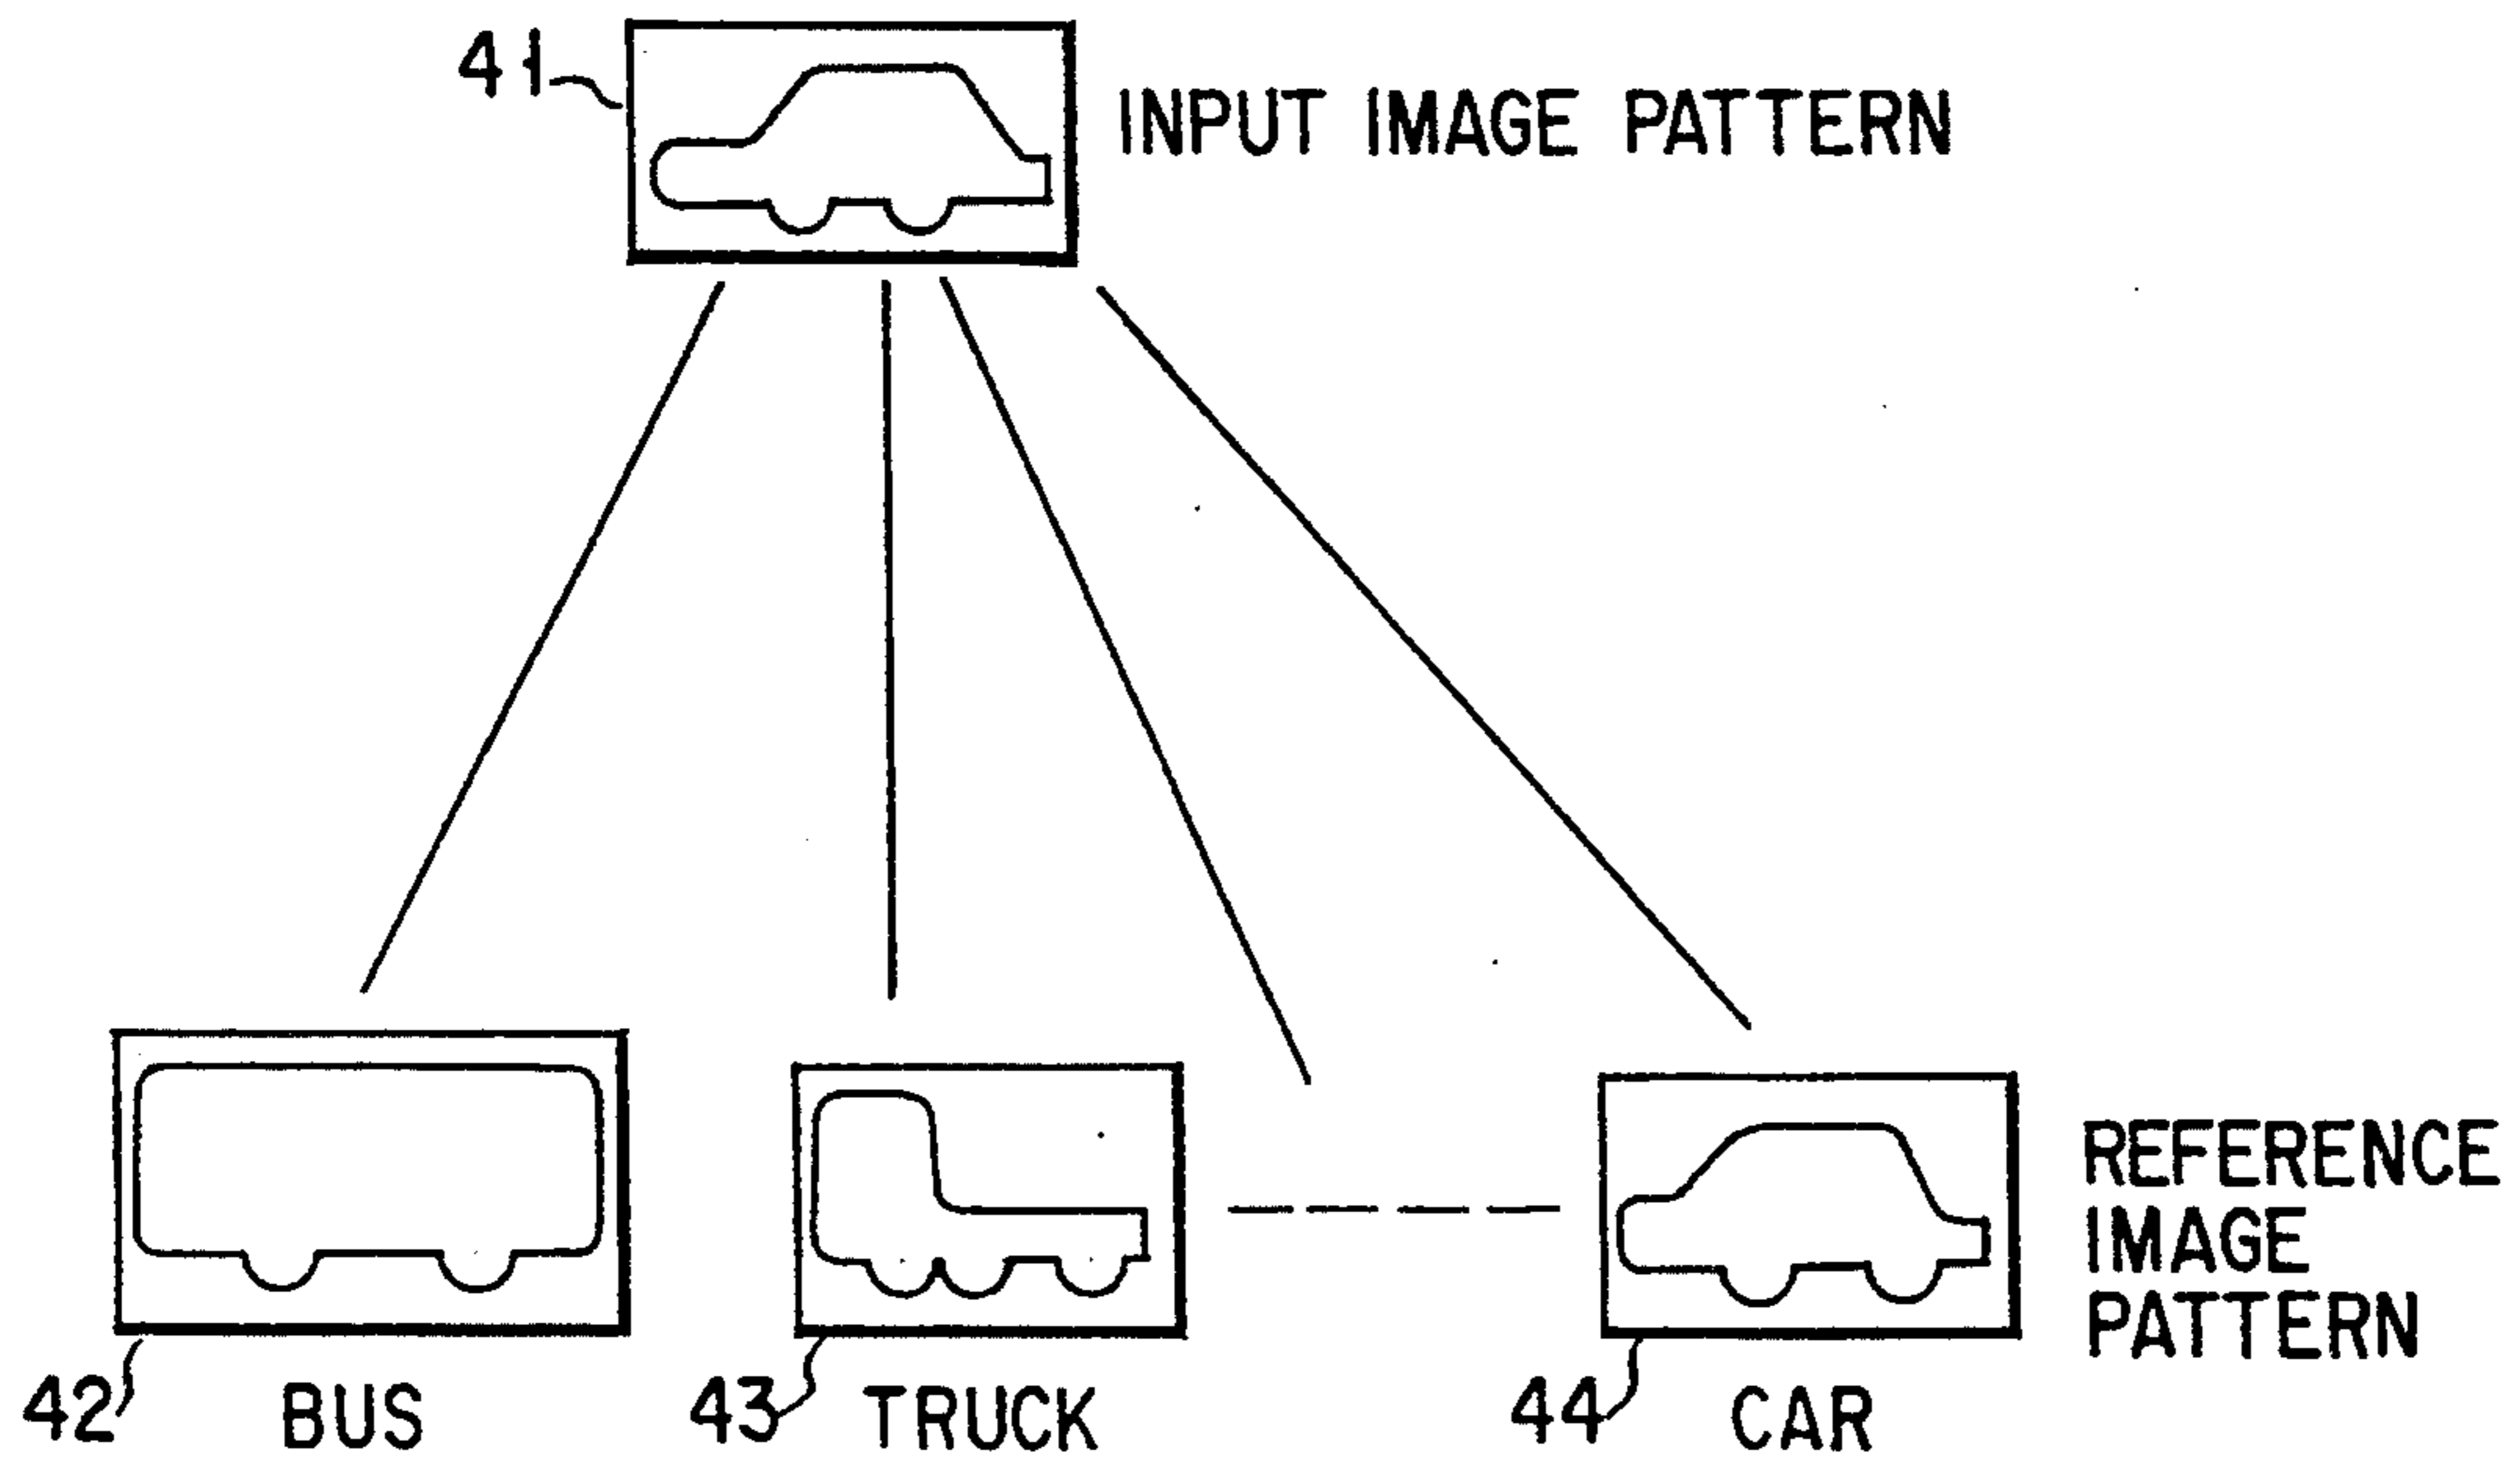 41
INPUT IMAGE PATTERN
REFERENCE
IMAGE
PATTERN
42
BUS
43
TRUCK
44
CAR